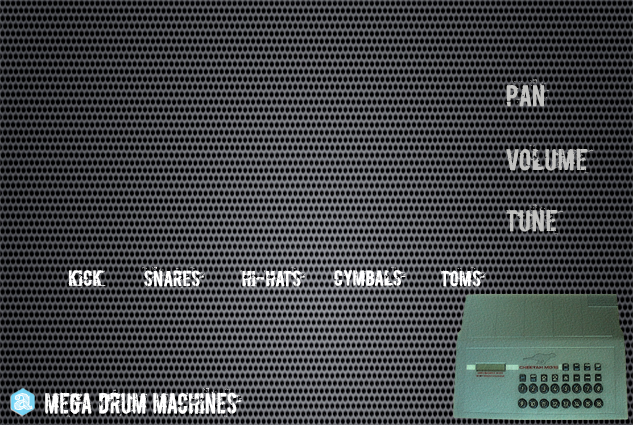 PAN
VOLUME
TUNE
KICK SNARES HI-HATS CYMBALS TOMS
MEGA DRUM MACHINES